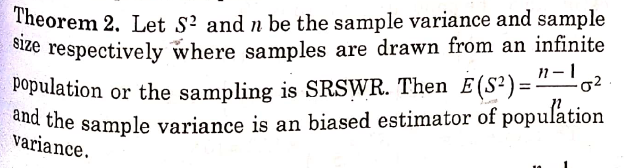 Theorem 2. Let S² and n be the sample variance and sample
size respectively where samples are drawn from an infinite
population or the sampling is SRSWR. Then E(S²)= n-1/n σ²
and the sample variance is an biased estimator of population
variance.